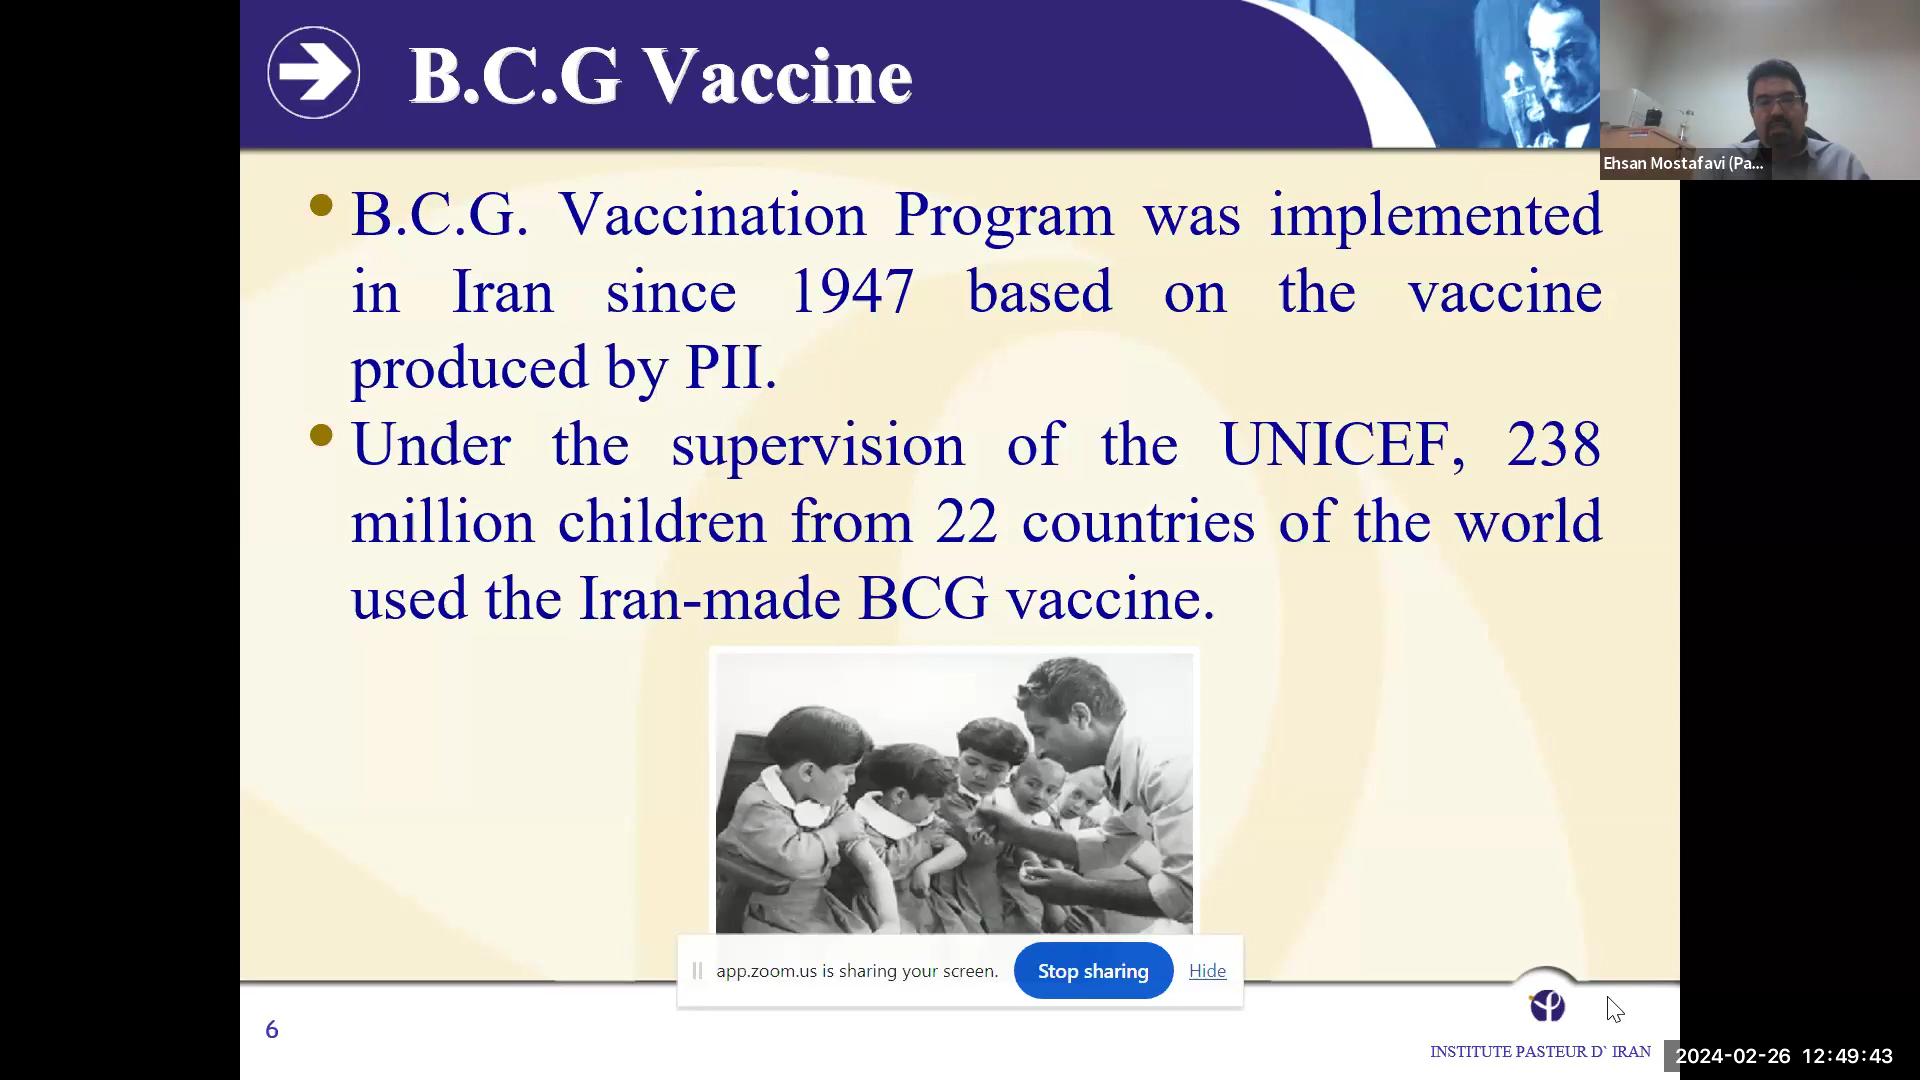 B.C.G Vaccine
Ehsan Mostafavi (Pa...
B.C.G. Vaccination Program was implemented
in Iran since 1947 based on the vaccine
produced by PII.
Under the supervision of the UNICEF, 238
million children from 22 countries of the world
used the Iran-made BCG vaccine.
app.zoom.us is sharing your screen.
Stop sharing
Hide
6
INSTITUTE PASTEUR D` IRAN
2024-02-26 12:49:43